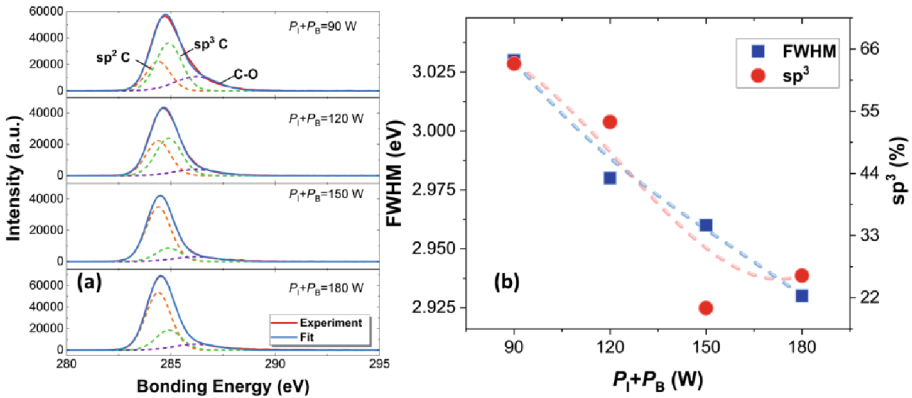 Intensity (a.u.)
60000
50000
40000
30000
20000
10000
0
sp² C
sp³ C
C-O
P_I+P_B=90 W
40000
20000
0
P_I+P_B=120 W
40000
20000
0
P_I+P_B=150 W
(a)
60000
40000
20000
0
P_I+P_B=180 W
Experiment
Fit
280 285 290 295
Bonding Energy (eV)
FWHM (eV)
3.025
3.000
2.975
2.950
2.925
FWHM
sp³
(b)
66
55
44
33
22
sp³ (%)
90 120 150 180
P_I+P_B (W)